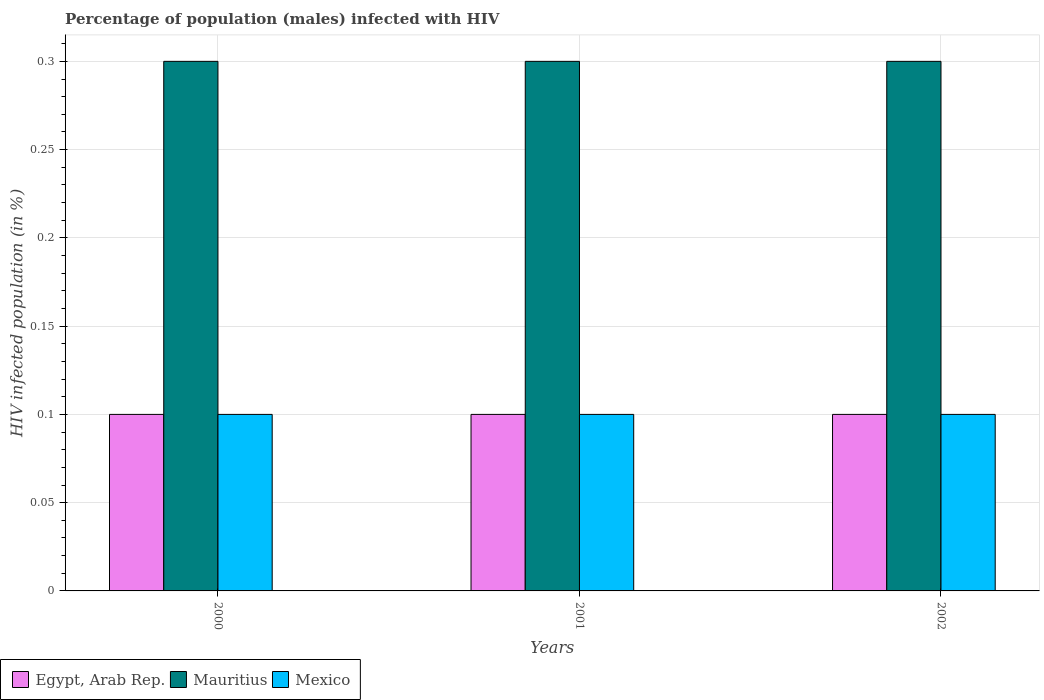 Percentage of population (males) infected with HIV
HIV infected population (in %)
0.3
0.25
0.2
0.15
0.1
0.05
0
2000
2001
2002
Years
Egypt, Arab Rep.
Mauritius
Mexico